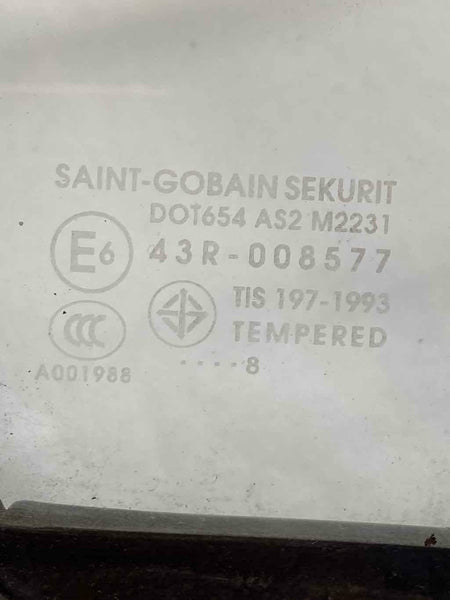 SAINT-GOBAIN SEKURIT
DOT654 AS2 M2231
E6 43R-008577
CCC TIS 197-1993
TEMPERED
A001988 ....8